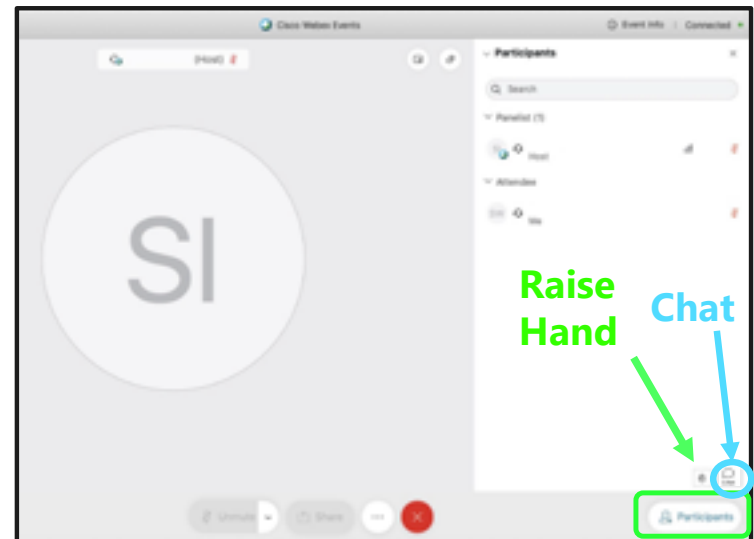 Cisco Webex Events
Event Info | Connected
(Host)
Participants
Search
Panelist (1)
Host
Attendee
Me
SI
Raise
Hand
Chat
Unmute
Share
Participants